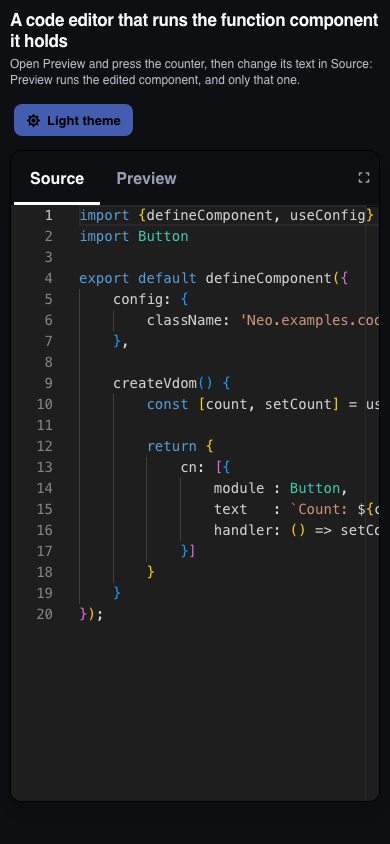 A code editor that runs the function component
it holds
Open Preview and press the counter, then change its text in Source:
Preview runs the edited component, and only that one.
Light theme
Source Preview
1 import {defineComponent, useConfig}
2 import Button
3
4 export default defineComponent({
5 config: {
6 className: 'Neo.examples.cod
7 },
8
9 createVdom() {
10 const [count, setCount] = us
11
12 return {
13 cn: [{
14 module : Button,
15 text   : `Count: ${c
16 handler: () => setCo
17 }]
18 }
19 }
20 });